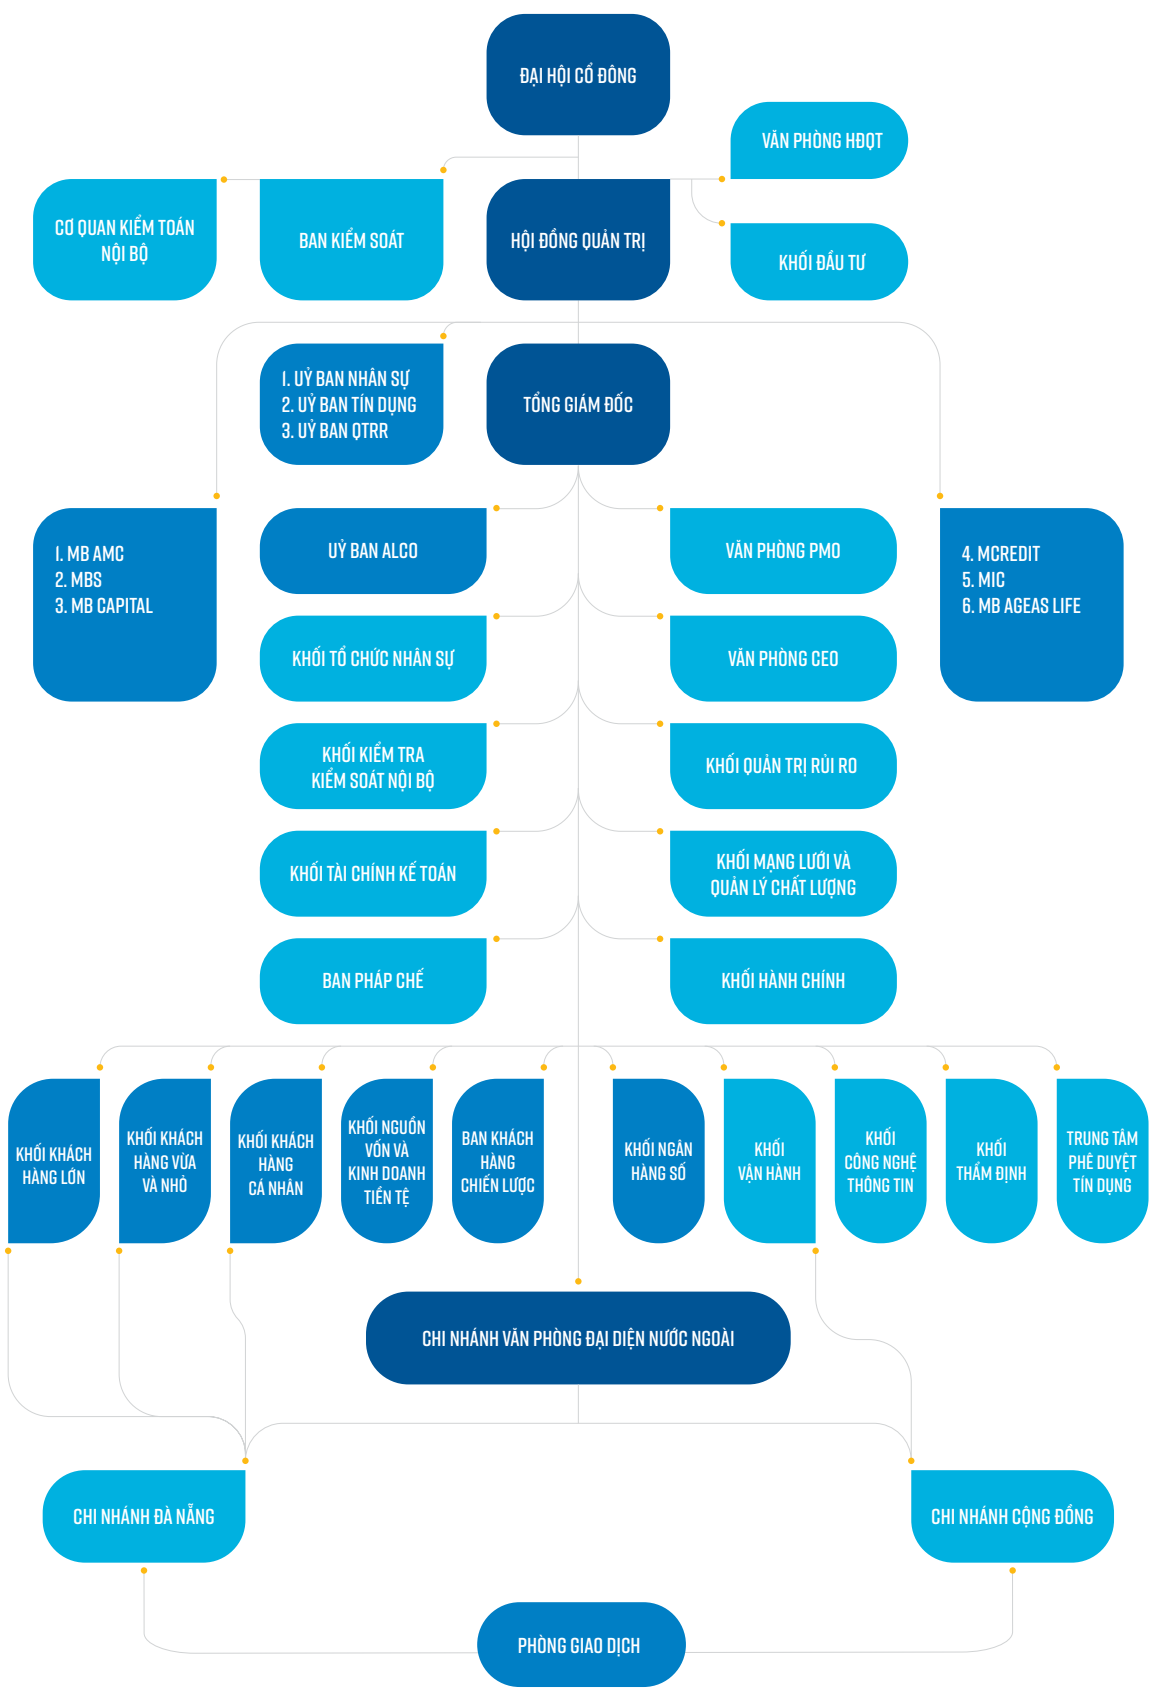 ĐẠI HỘI CỔ ĐÔNG
VĂN PHÒNG HĐQT
CƠ QUAN KIỂM TOÁN
NỘI BỘ
BAN KIỂM SOÁT
HỘI ĐỒNG QUẢN TRỊ
KHỐI ĐẦU TƯ
1. UỶ BAN NHÂN SỰ
2. UỶ BAN TÍN DỤNG
3. UỶ BAN QTRR
TỔNG GIÁM ĐỐC
1. MB AMC
2. MBS
3. MB CAPITAL
UỶ BAN ALCO
VĂN PHÒNG PMO
4. MCREDIT
5. MIC
6. MB AGEAS LIFE
KHỐI TỔ CHỨC NHÂN SỰ
VĂN PHÒNG CEO
KHỐI KIỂM TRA
KIỂM SOÁT NỘI BỘ
KHỐI QUẢN TRỊ RỦI RO
KHỐI TÀI CHÍNH KẾ TOÁN
KHỐI MẠNG LƯỚI VÀ
QUẢN LÝ CHẤT LƯỢNG
BAN PHÁP CHẾ
KHỐI HÀNH CHÍNH
KHỐI KHÁCH
HÀNG LỚN
KHỐI KHÁCH
HÀNG VỪA
VÀ NHỎ
KHỐI KHÁCH
HÀNG
CÁ NHÂN
KHỐI NGUỒN
VỐN VÀ
KINH DOANH
TIỀN TỆ
BAN KHÁCH
HÀNG
CHIẾN LƯỢC
KHỐI NGÂN
HÀNG SỐ
KHỐI
VẬN HÀNH
KHỐI
CÔNG NGHỆ
THÔNG TIN
KHỐI
THẨM ĐỊNH
TRUNG TÂM
PHÊ DUYỆT
TÍN DỤNG
CHI NHÁNH VĂN PHÒNG ĐẠI DIỆN NƯỚC NGOÀI
CHI NHÁNH ĐÀ NẴNG
CHI NHÁNH CỘNG ĐỒNG
PHÒNG GIAO DỊCH